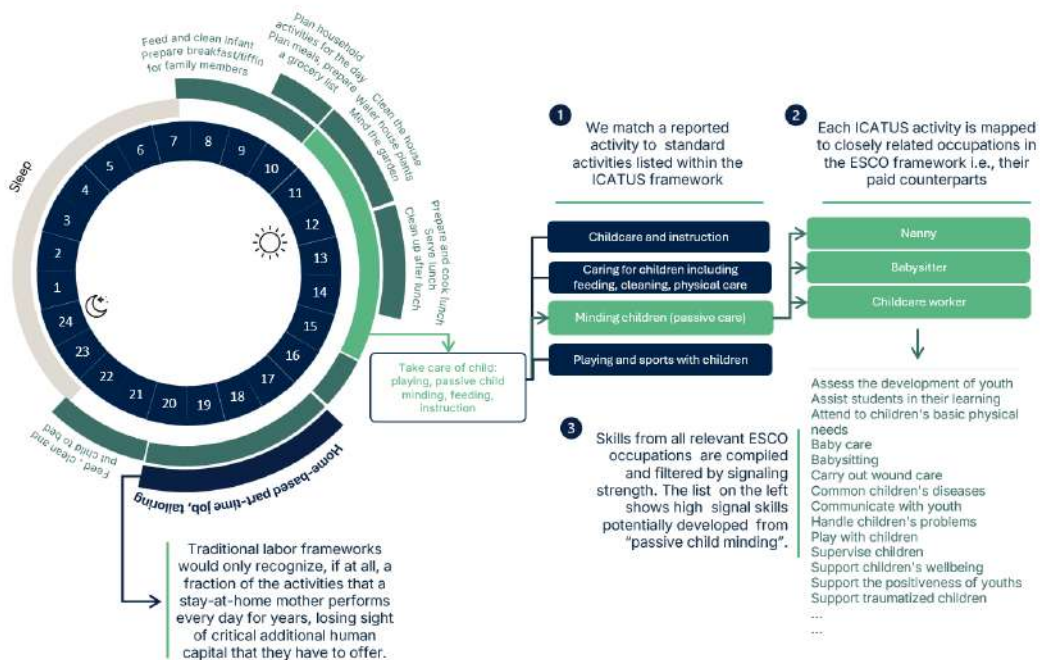 Feed and clean infant
Prepare breakfast/tiffin
for family members
Plan household
activities for the day
Plan meals, prepare
a grocery list
Clean the house
Water house plants
Mind the garden
Prepare and cook lunch
Serve lunch
Clean up after lunch
Sleep
1
2
3
4
5
6
7
8
9
10
11
12
13
14
15
16
17
18
19
20
21
22
23
24
Feed, clean and
put child to bed
Home-based part-time job, tailoring
Take care of child:
playing, passive child
minding, feeding,
instruction
Traditional labor frameworks
would only recognize, if at all, a
fraction of the activities that a
stay-at-home mother performs
every day for years, losing sight
of critical additional human
capital that they have to offer.
1
We match a reported
activity to standard
activities listed within the
ICATUS framework
Childcare and instruction
Caring for children including
feeding, cleaning, physical care
Minding children (passive care)
Playing and sports with children
2
Each ICATUS activity is mapped
to closely related occupations in
the ESCO framework i.e., their
paid counterparts
Nanny
Babysitter
Childcare worker
3
Skills from all relevant ESCO
occupations are compiled
and filtered by signaling
strength. The list on the left
shows high signal skills
potentially developed from
"passive child minding".
Assess the development of youth
Assist students in their learning
Attend to children's basic physical
needs
Baby care
Babysitting
Carry out wound care
Common children's diseases
Communicate with youth
Handle children's problems
Play with children
Supervise children
Support children's wellbeing
Support the positiveness of youths
Support traumatized children
...
...